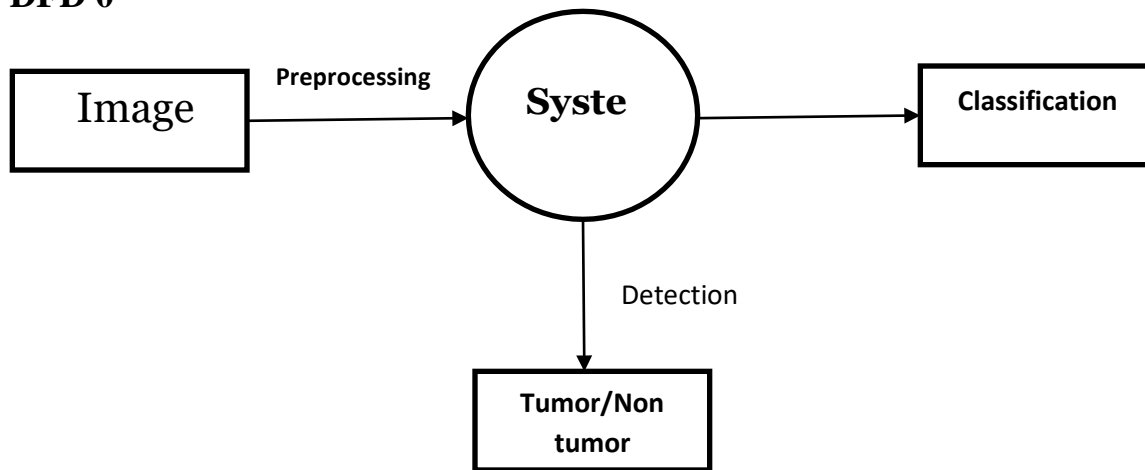 DFD 0
Preprocessing
Image
Syste
Classification
Detection
Tumor/Non
tumor